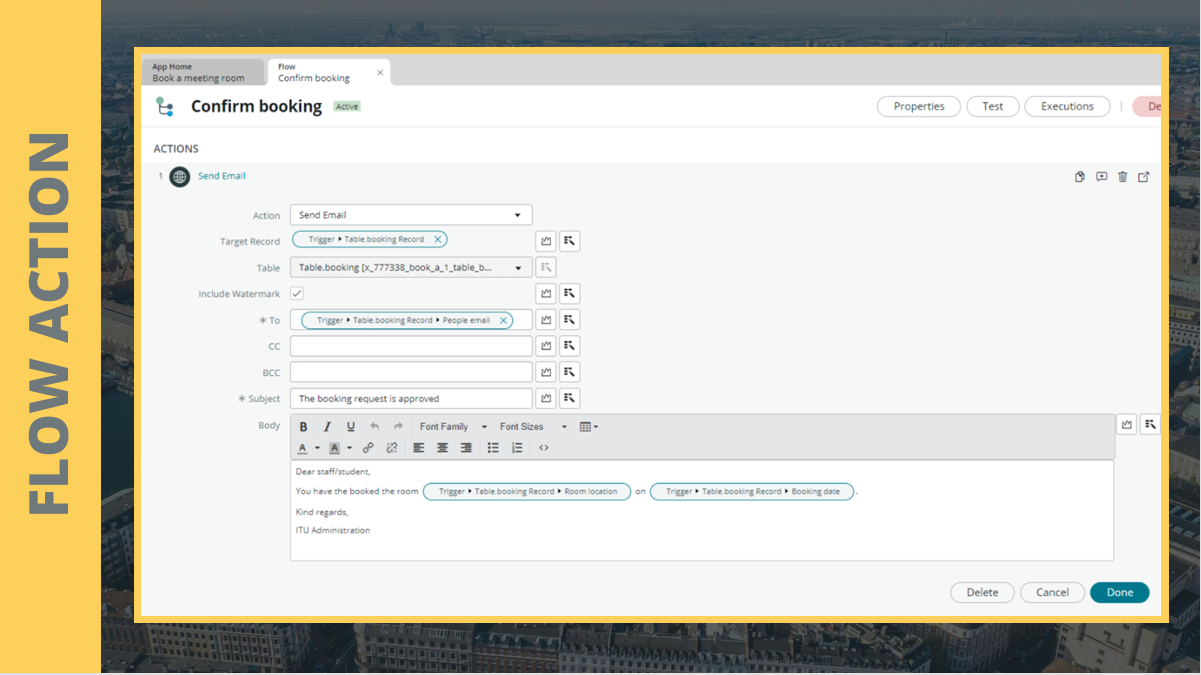 FLOW ACTION
App Home
Book a meeting room
Flow
Confirm booking
Confirm booking Active
Properties Test Executions De
ACTIONS
1 Send Email
Action Send Email
Target Record Trigger Table.booking Record
Table Table.booking [x_777338_book_a_1_table_b...
Include Watermark
* To Trigger Table.booking Record People email
CC
BCC
* Subject The booking request is approved
Body B I U Font Family Font Sizes
A A
Dear staff/student,
You have the booked the room Trigger Table.booking Record Room location on Trigger Table.booking Record Booking date .
Kind regards,
ITU Administration
Delete Cancel Done